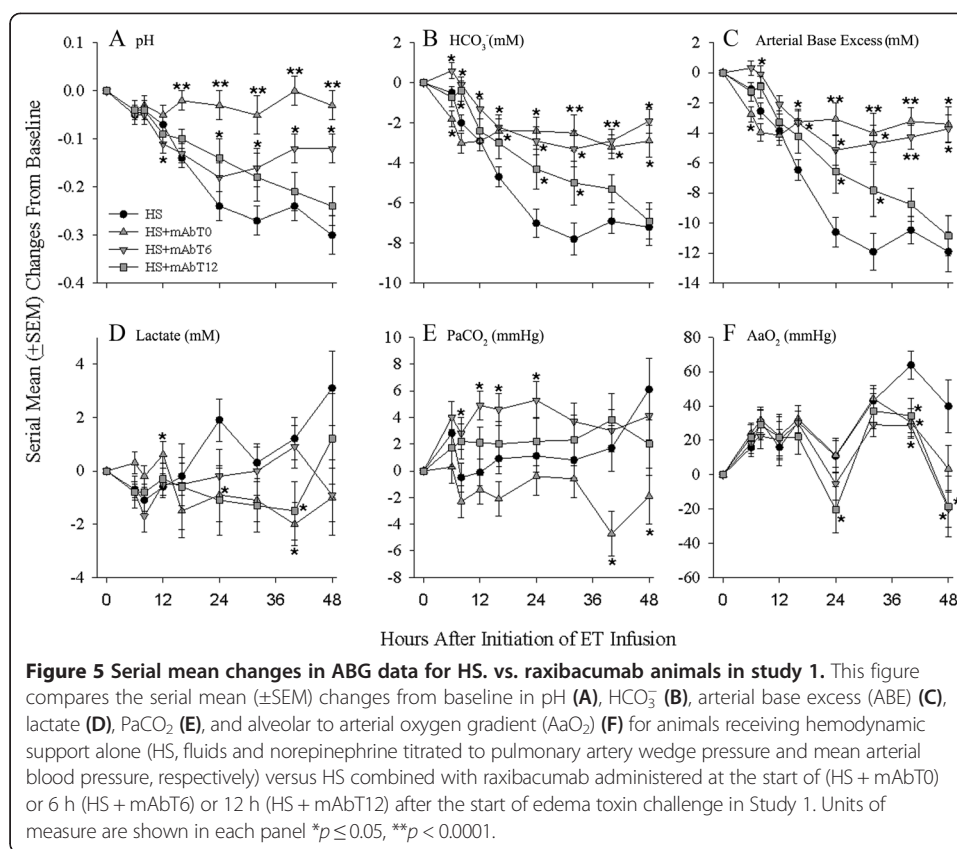 Serial Mean (±SEM) Changes From Baseline
A pH
0.1
0.0
-0.1
-0.2
-0.3
-0.4
** ** ** ** **
* * * * *
HS
HS+mAbT0
HS+mAbT6
HS+mAbT12
B HCO₃⁻(mM)
2
0
-2
-4
-6
-8
-10
* * * * * ** ** *
* * * * * * *
C Arterial Base Excess (mM)
2
0
-2
-4
-6
-8
-10
-12
-14
* * ** ** * *
* * * * * ** *
* *
D Lactate (mM)
4
2
0
-2
-4
* * * *
0 12 24 36 48
E PaCO₂ (mmHg)
10
8
6
4
2
0
-2
-4
-6
-8
* * * * * *
0 12 24 36 48
F AaO₂ (mmHg)
100
80
60
40
20
0
-20
-40
-60
* * * * * *
0 12 24 36 48
Hours After Initiation of ET Infusion
Figure 5 Serial mean changes in ABG data for HS. vs. raxibacumab animals in study 1. This figure
compares the serial mean (±SEM) changes from baseline in pH (A), HCO₃⁻ (B), arterial base excess (ABE) (C),
lactate (D), PaCO₂ (E), and alveolar to arterial oxygen gradient (AaO₂) (F) for animals receiving hemodynamic
support alone (HS, fluids and norepinephrine titrated to pulmonary artery wedge pressure and mean arterial
blood pressure, respectively) versus HS combined with raxibacumab administered at the start of (HS + mAbT0)
or 6 h (HS + mAbT6) or 12 h (HS + mAbT12) after the start of edema toxin challenge in Study 1. Units of
measure are shown in each panel *p ≤ 0.05, **p < 0.0001.